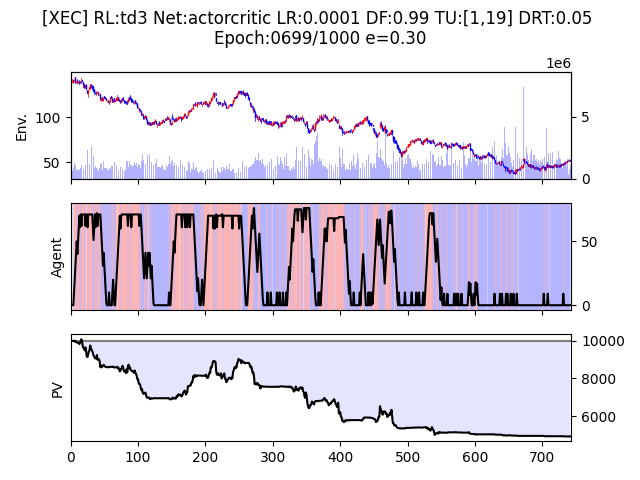 [XEC] RL:td3 Net:actorcritic LR:0.0001 DF:0.99 TU:[1,19] DRT:0.05
Epoch:0699/1000 e=0.30
1e6
Env.
100
50
5
0
Agent
50
0
PV
10000
8000
6000
0 100 200 300 400 500 600 700